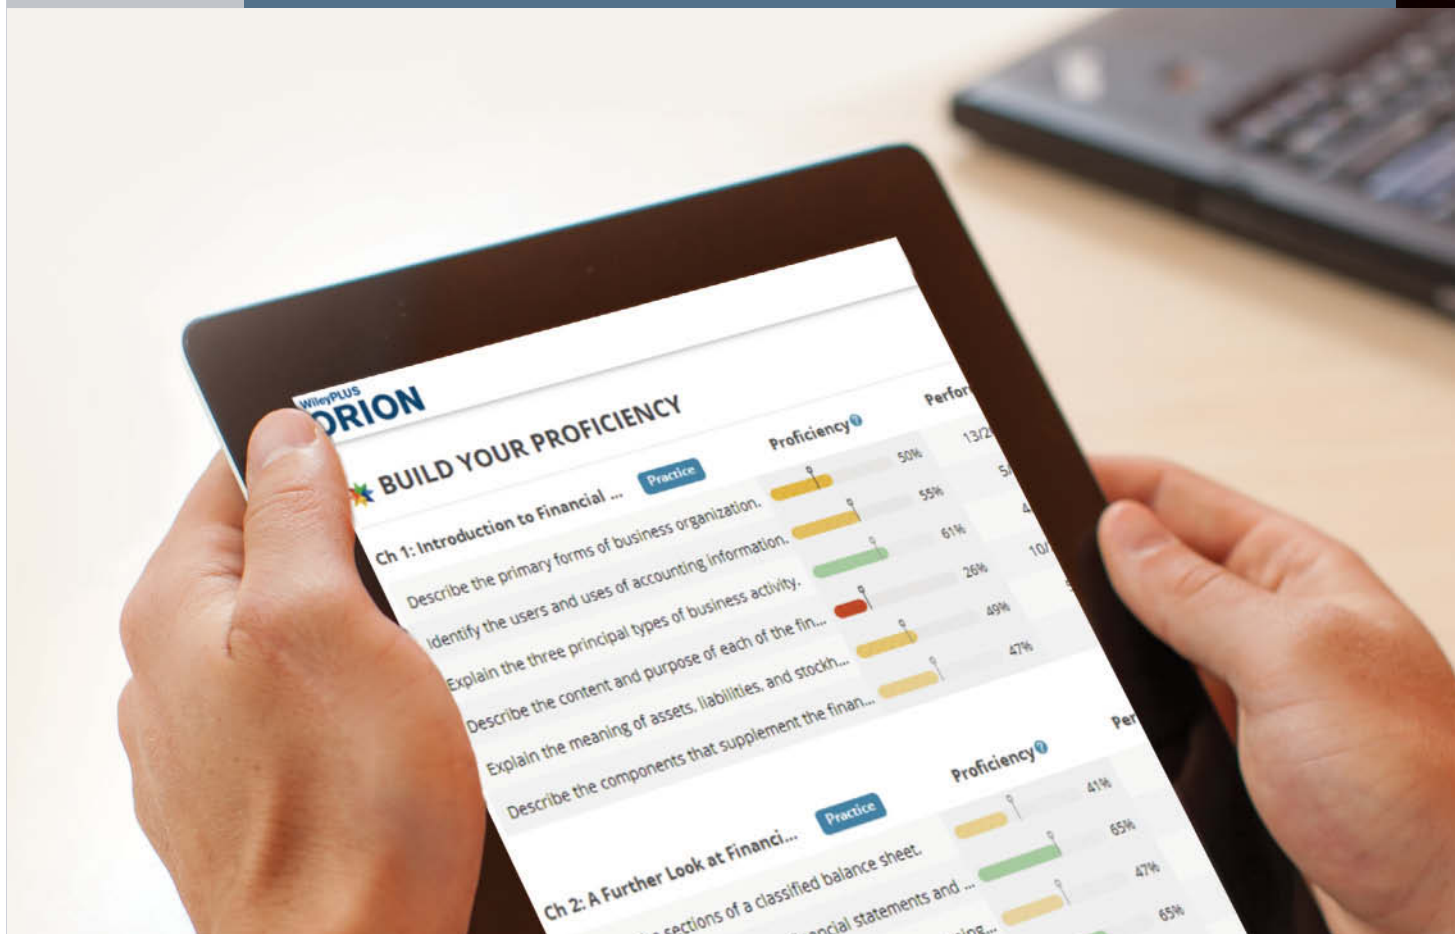 WileyPLUS
ORION
BUILD YOUR PROFICIENCY
Ch 1: Introduction to Financial ... Practice Proficiency
Describe the primary forms of business organization. 50%
Identify the users and uses of accounting information. 55%
Explain the three principal types of business activity. 61%
Describe the content and purpose of each of the fin... 26%
Explain the meaning of assets, liabilities, and stockh... 49%
Describe the components that supplement the finan... 47%
Ch 2: A Further Look at Financi... Practice Proficiency Per
sections of a classified balance sheet. 41%
financial statements and ... 65%
47%
65%